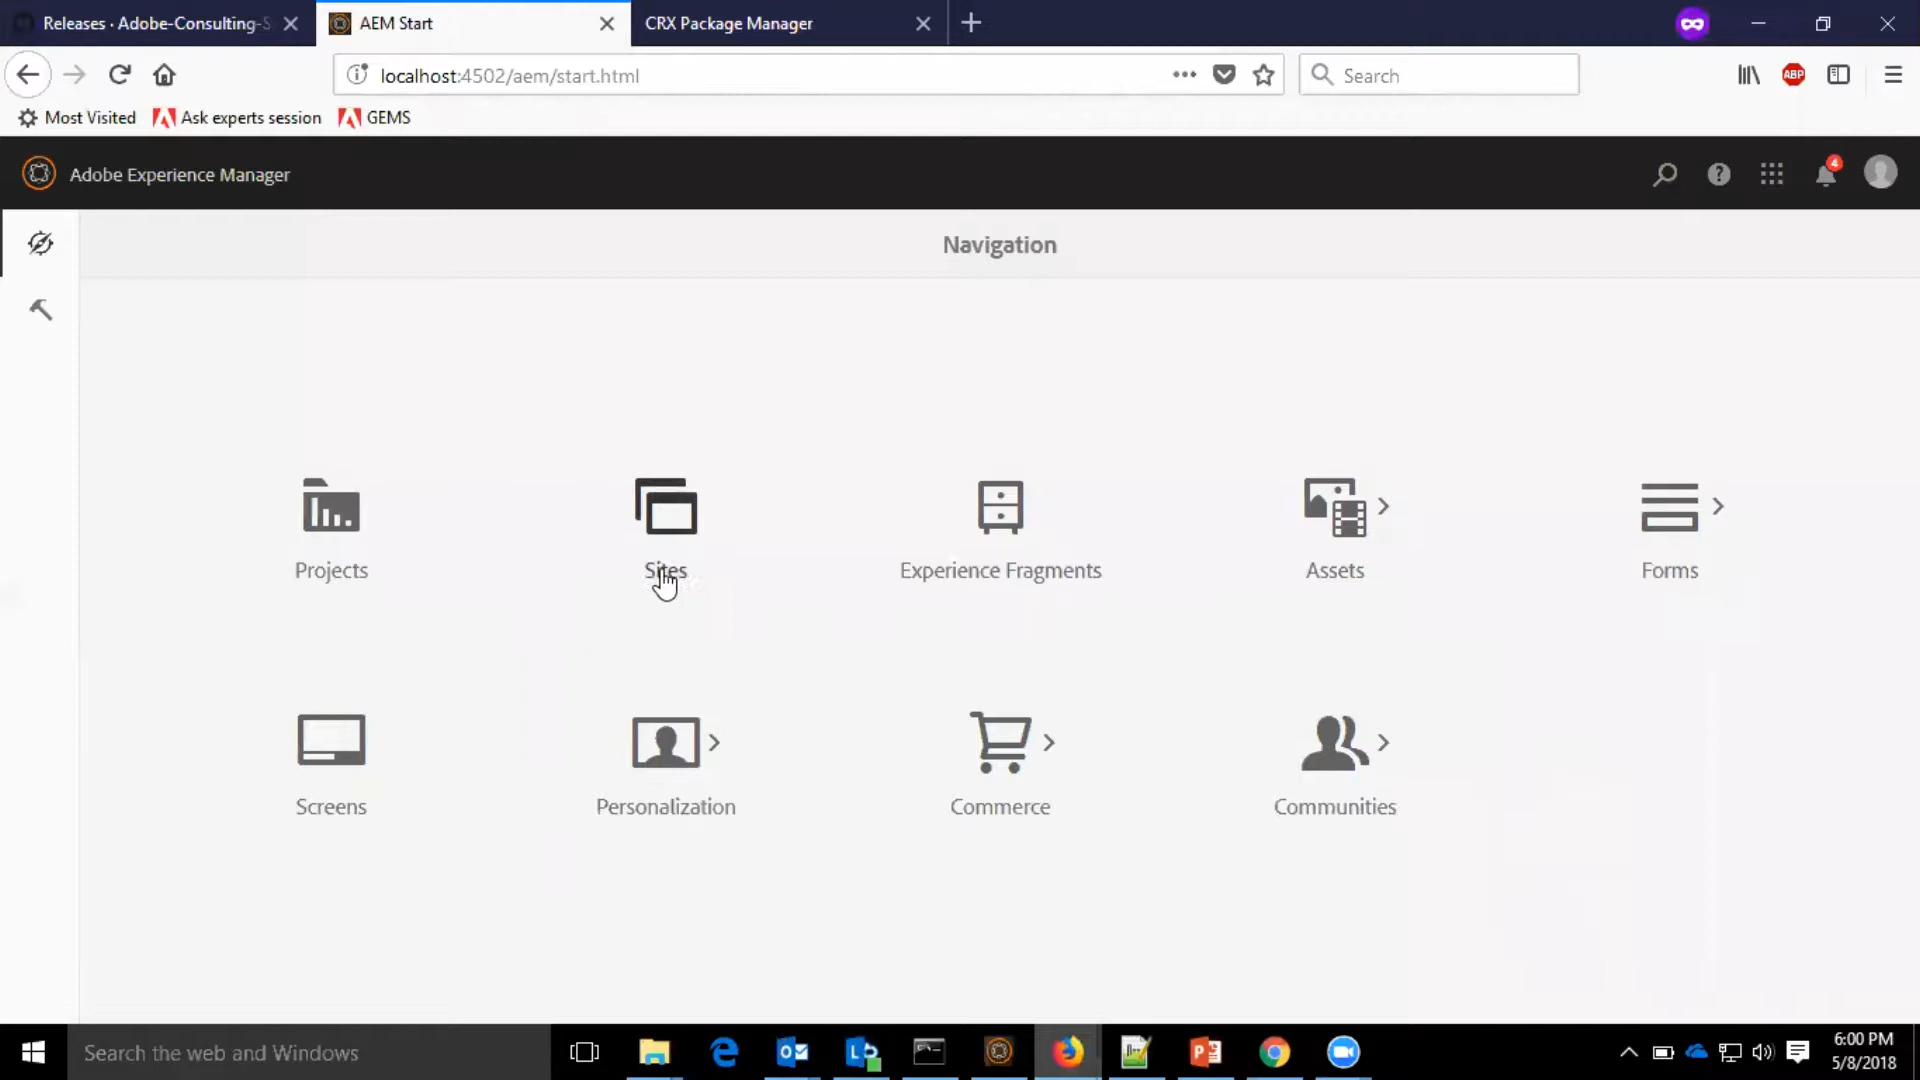 Releases · Adobe-Consulting-S
AEM Start
CRX Package Manager
localhost:4502/aem/start.html
Search
ABP
Most Visited
Ask experts session
GEMS
Adobe Experience Manager
4
Navigation
Projects
Sites
Experience Fragments
Assets
Forms
Screens
Personalization
Commerce
Communities
Search the web and Windows
6:00 PM
5/8/2018